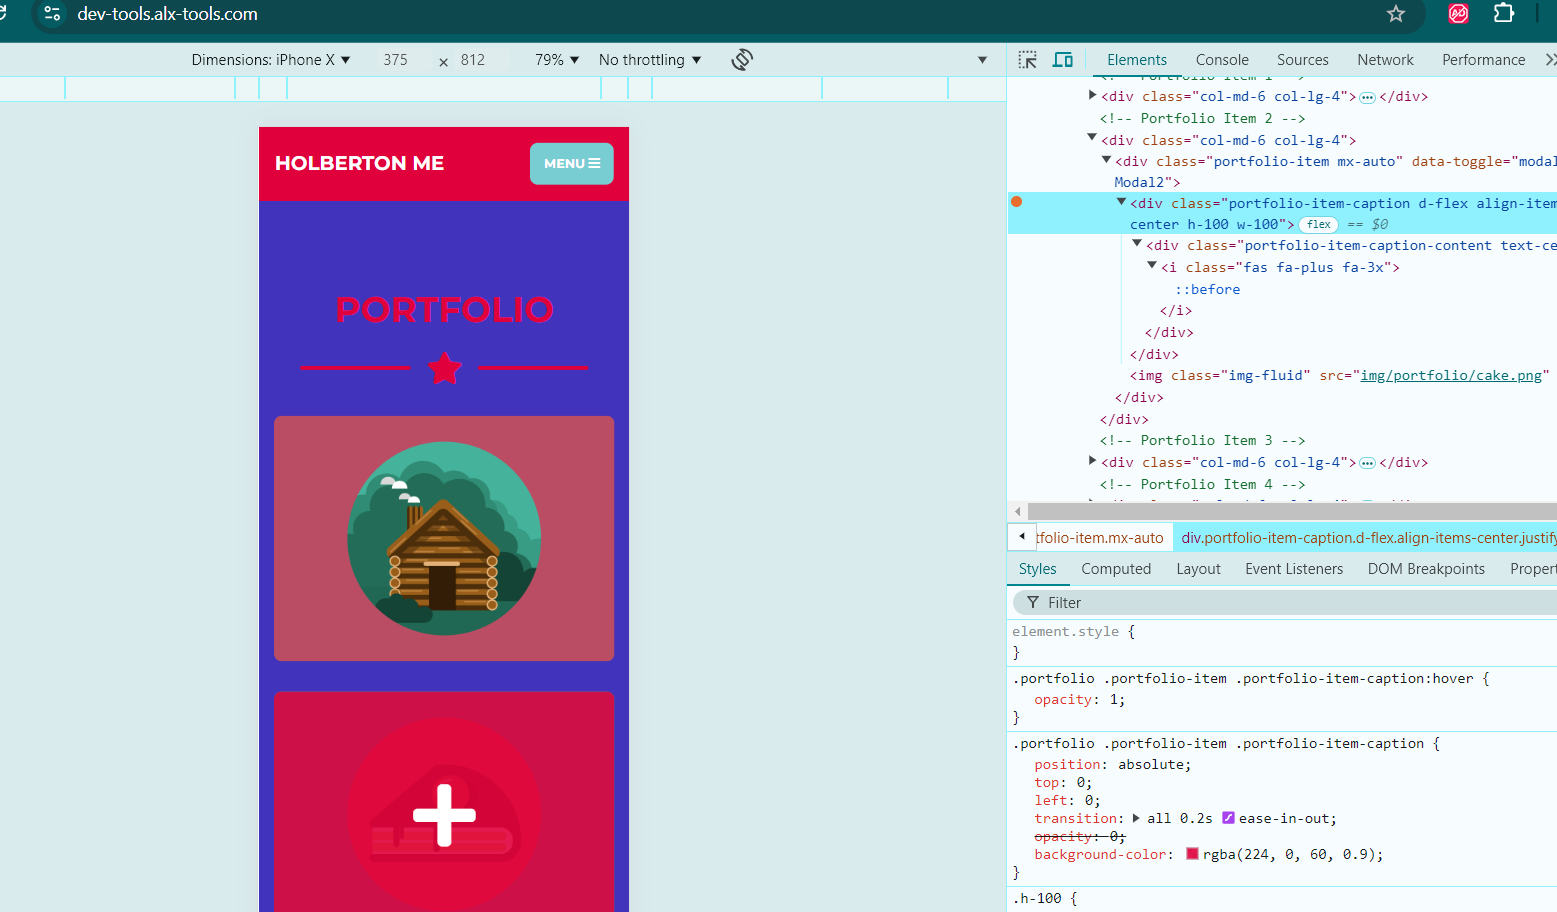 dev-tools.alx-tools.com
Dimensions: iPhone X ▼ 375 × 812 79% ▼ No throttling ▼
Elements Console Sources Network Performance
<div class="col-md-6 col-lg-4"> </div>
<!-- Portfolio Item 2 -->
<div class="col-md-6 col-lg-4">
<div class="portfolio-item mx-auto" data-toggle="modal
Modal2">
<div class="portfolio-item-caption d-flex align-item
center h-100 w-100"> flex == $0
<div class="portfolio-item-caption-content text-ce
<i class="fas fa-plus fa-3x">
::before
</i>
</div>
</div>
<img class="img-fluid" src="img/portfolio/cake.png"
</div>
</div>
<!-- Portfolio Item 3 -->
<div class="col-md-6 col-lg-4"> </div>
<!-- Portfolio Item 4 -->
tfolio-item.mx-auto div.portfolio-item-caption.d-flex.align-items-center.justify
Styles Computed Layout Event Listeners DOM Breakpoints Propert
Filter
element.style {
}
.portfolio .portfolio-item .portfolio-item-caption:hover {
opacity: 1;
}
.portfolio .portfolio-item .portfolio-item-caption {
position: absolute;
top: 0;
left: 0;
transition: all 0.2s ease-in-out;
opacity: 0;
background-color: rgba(224, 0, 60, 0.9);
}
.h-100 {
HOLBERTON ME
MENU
PORTFOLIO